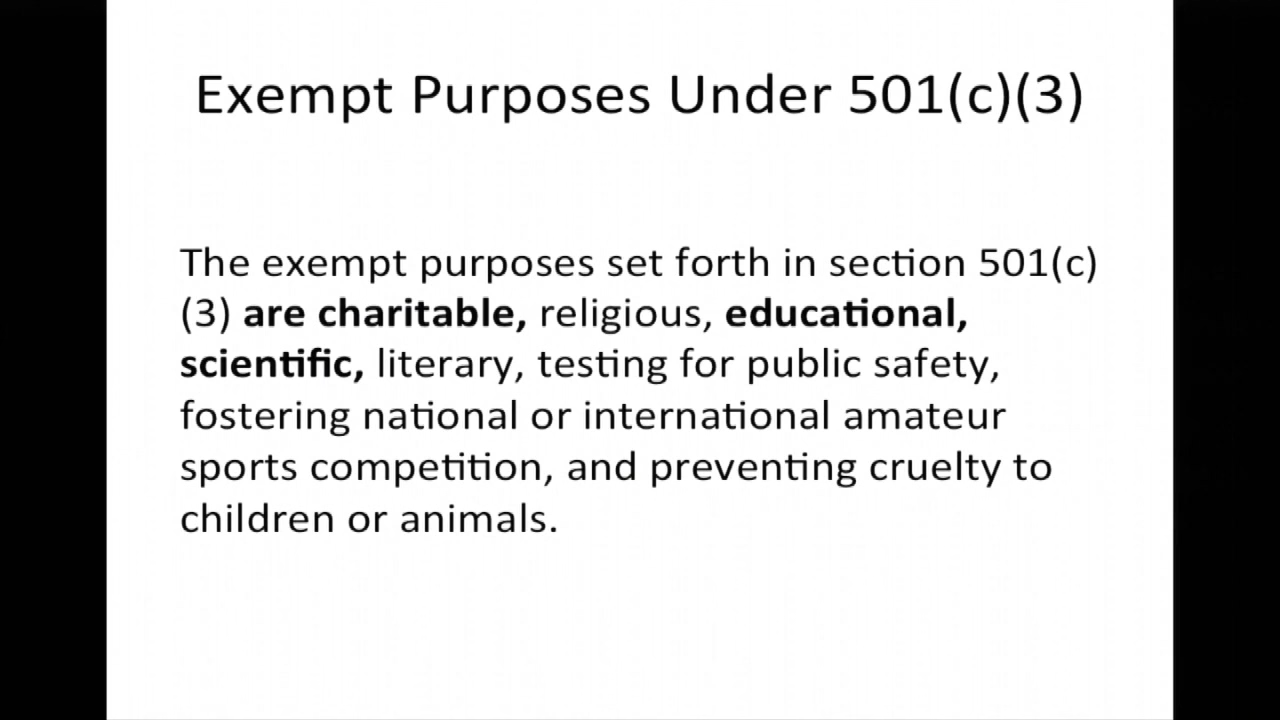 Exempt Purposes Under 501(c)(3)
The exempt purposes set forth in section 501(c)
(3) are charitable, religious, educational,
scientific, literary, testing for public safety,
fostering national or international amateur
sports competition, and preventing cruelty to
children or animals.